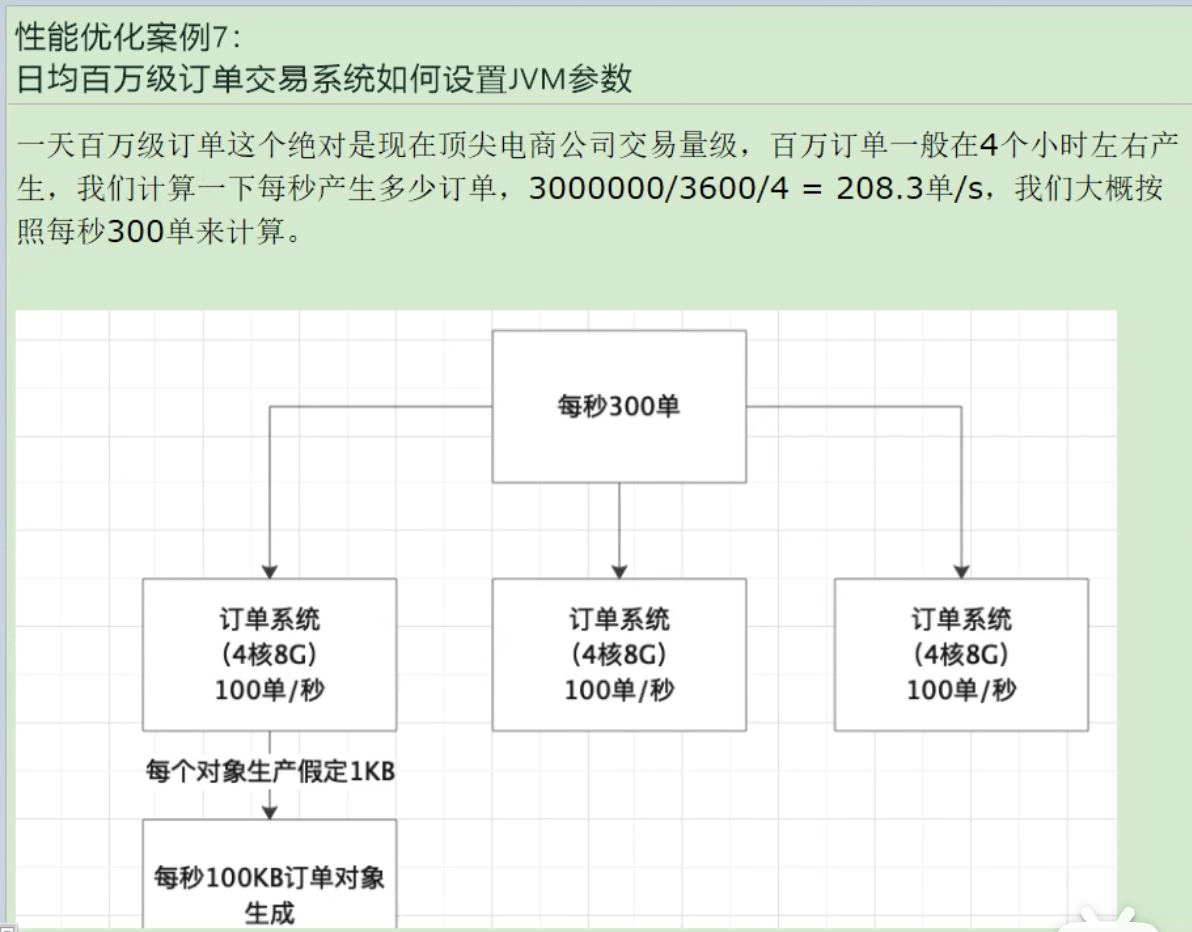 性能优化案例7：
日均百万级订单交易系统如何设置JVM参数
一天百万级订单这个绝对是现在顶尖电商公司交易量级，百万订单一般在4个小时左右产
生，我们计算一下每秒产生多少订单，3000000/3600/4 = 208.3单/s，我们大概按
照每秒300单来计算。
每秒300单
订单系统
(4核8G)
100单/秒
订单系统
(4核8G)
100单/秒
订单系统
(4核8G)
100单/秒
每个对象生产假定1KB
每秒100KB订单对象
生成